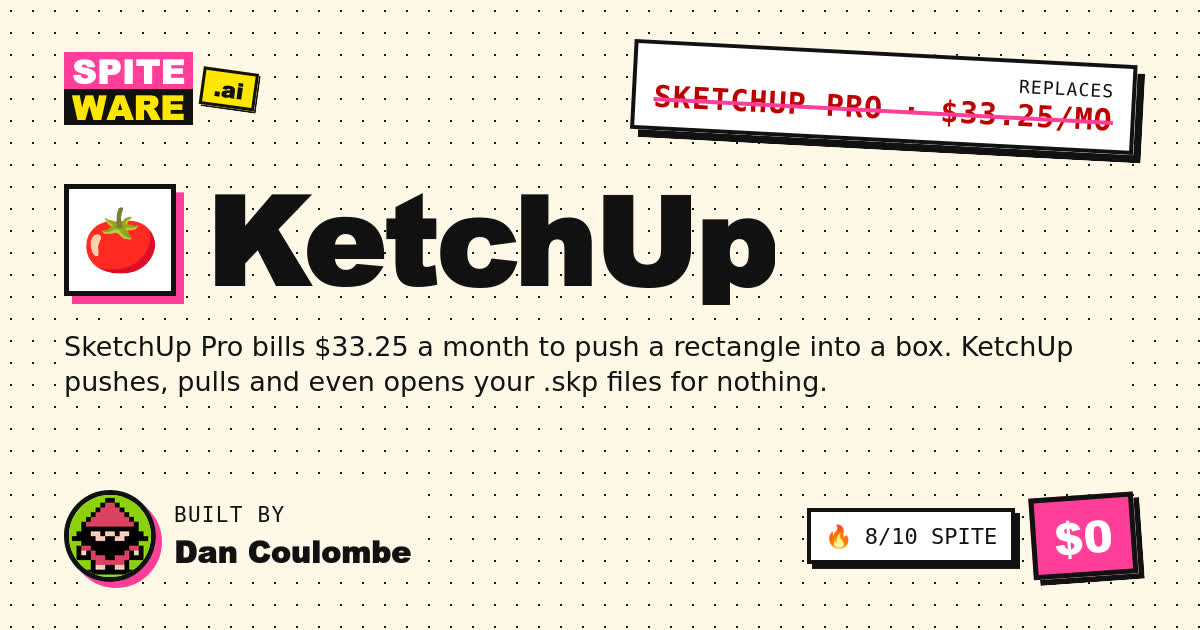 SPITE
WARE
.ai
REPLACES
SKETCHUP PRO · $33.25/MO
KetchUp
SketchUp Pro bills $33.25 a month to push a rectangle into a box. KetchUp
pushes, pulls and even opens your .skp files for nothing.
BUILT BY
Dan Coulombe
8/10 SPITE
$0